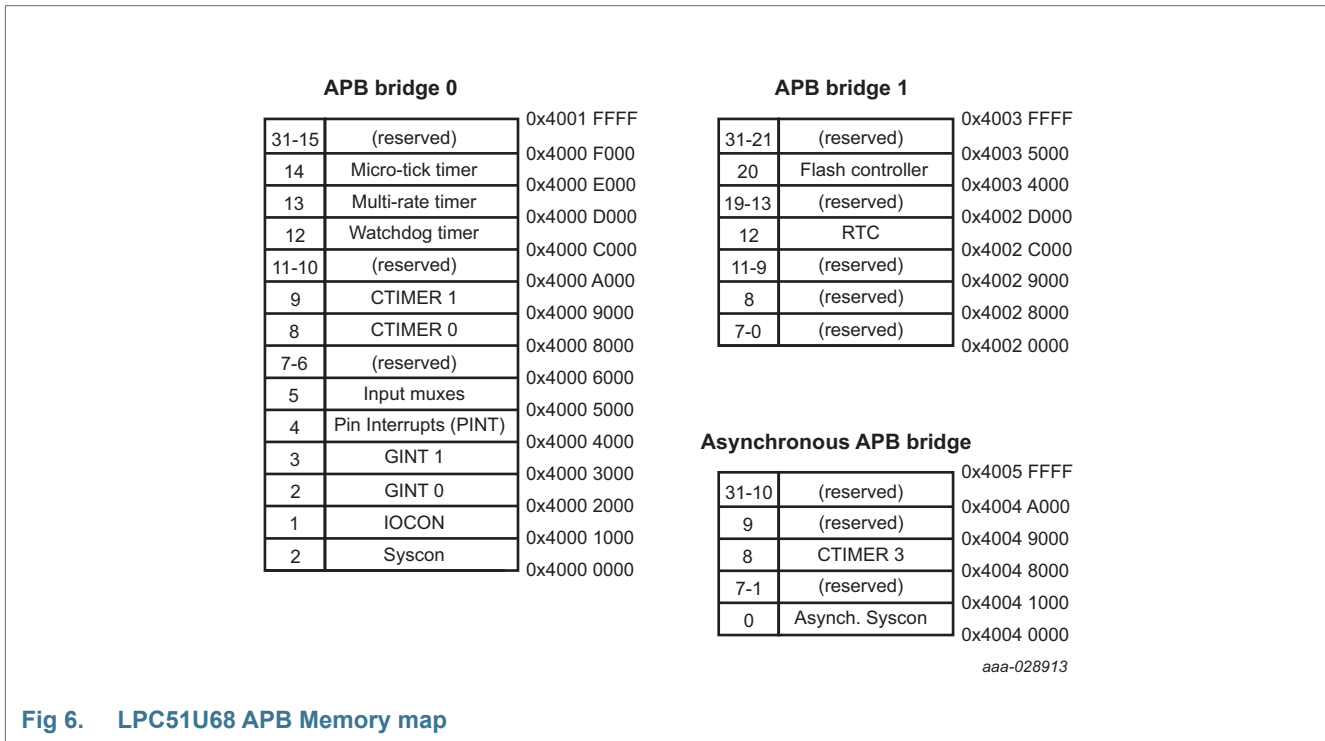 APB bridge 0
0x4001 FFFF
31-15 (reserved)
0x4000 F000
14 Micro-tick timer
0x4000 E000
13 Multi-rate timer
0x4000 D000
12 Watchdog timer
0x4000 C000
11-10 (reserved)
0x4000 A000
9 CTIMER 1
0x4000 9000
8 CTIMER 0
0x4000 8000
7-6 (reserved)
0x4000 6000
5 Input muxes
0x4000 5000
4 Pin Interrupts (PINT)
0x4000 4000
3 GINT 1
0x4000 3000
2 GINT 0
0x4000 2000
1 IOCON
0x4000 1000
2 Syscon
0x4000 0000
APB bridge 1
0x4003 FFFF
31-21 (reserved)
0x4003 5000
20 Flash controller
0x4003 4000
19-13 (reserved)
0x4002 D000
12 RTC
0x4002 C000
11-9 (reserved)
0x4002 9000
8 (reserved)
0x4002 8000
7-0 (reserved)
0x4002 0000
Asynchronous APB bridge
0x4005 FFFF
31-10 (reserved)
0x4004 A000
9 (reserved)
0x4004 9000
8 CTIMER 3
0x4004 8000
7-1 (reserved)
0x4004 1000
0 Asynch. Syscon
0x4004 0000
aaa-028913
Fig 6. LPC51U68 APB Memory map